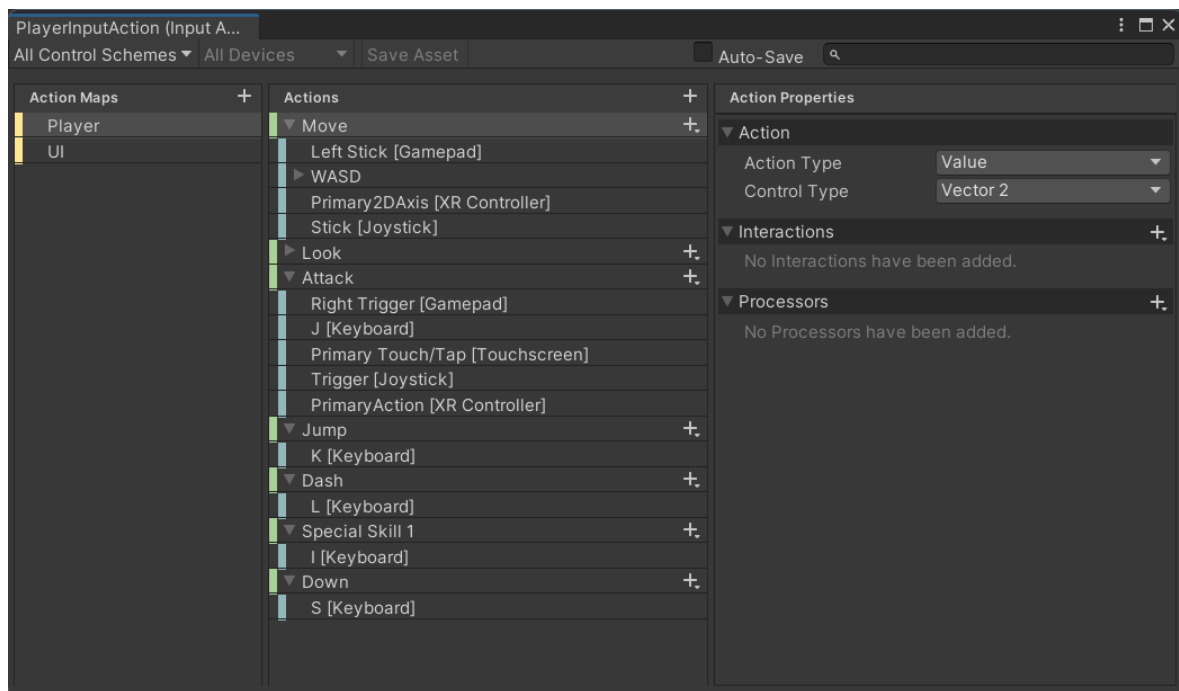 PlayerInputAction (Input A...
All Control Schemes All Devices Save Asset Auto-Save
Action Maps
Player
UI
Actions
Move
Left Stick [Gamepad]
WASD
Primary2DAxis [XR Controller]
Stick [Joystick]
Look
Attack
Right Trigger [Gamepad]
J [Keyboard]
Primary Touch/Tap [Touchscreen]
Trigger [Joystick]
PrimaryAction [XR Controller]
Jump
K [Keyboard]
Dash
L [Keyboard]
Special Skill 1
I [Keyboard]
Down
S [Keyboard]
Action Properties
Action
Action Type Value
Control Type Vector 2
Interactions
No Interactions have been added.
Processors
No Processors have been added.